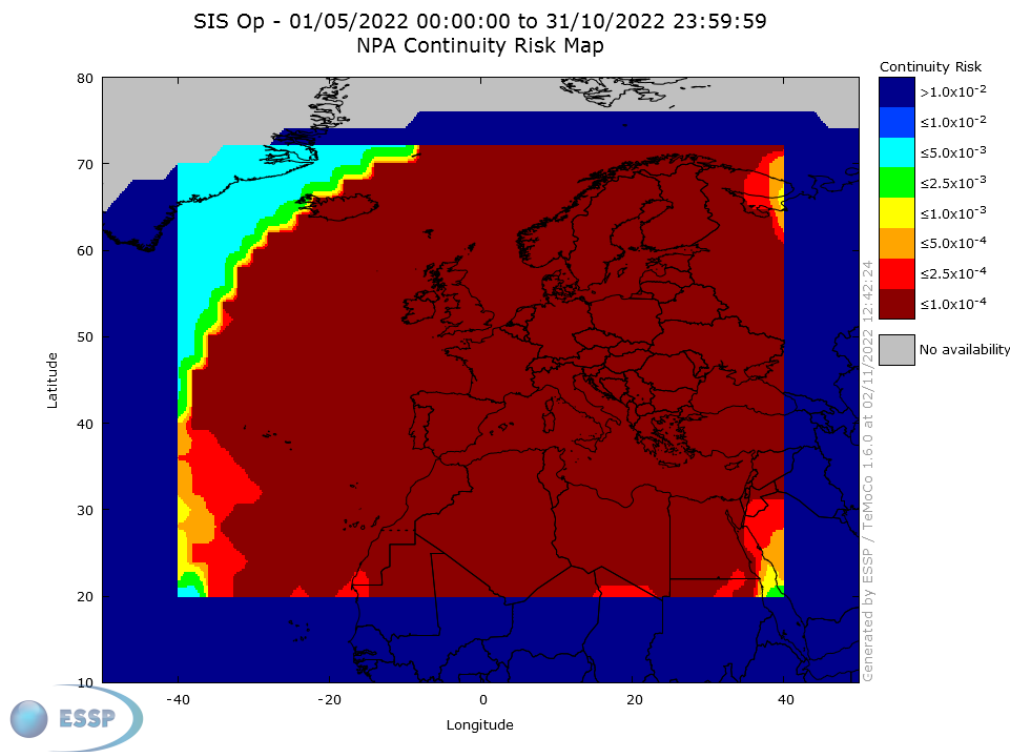 SIS Op - 01/05/2022 00:00:00 to 31/10/2022 23:59:59
NPA Continuity Risk Map
Continuity Risk
>1.0x10⁻²
≤1.0x10⁻²
≤5.0x10⁻³
≤2.5x10⁻³
≤1.0x10⁻³
≤5.0x10⁻⁴
≤2.5x10⁻⁴
≤1.0x10⁻⁴
No availability
Latitude
80
70
60
50
40
30
20
10
-40
-20
0
20
40
Longitude
Generated by ESSP / TeMoCo 1.6.0 at 02/11/2022 12:42:24
ESSP